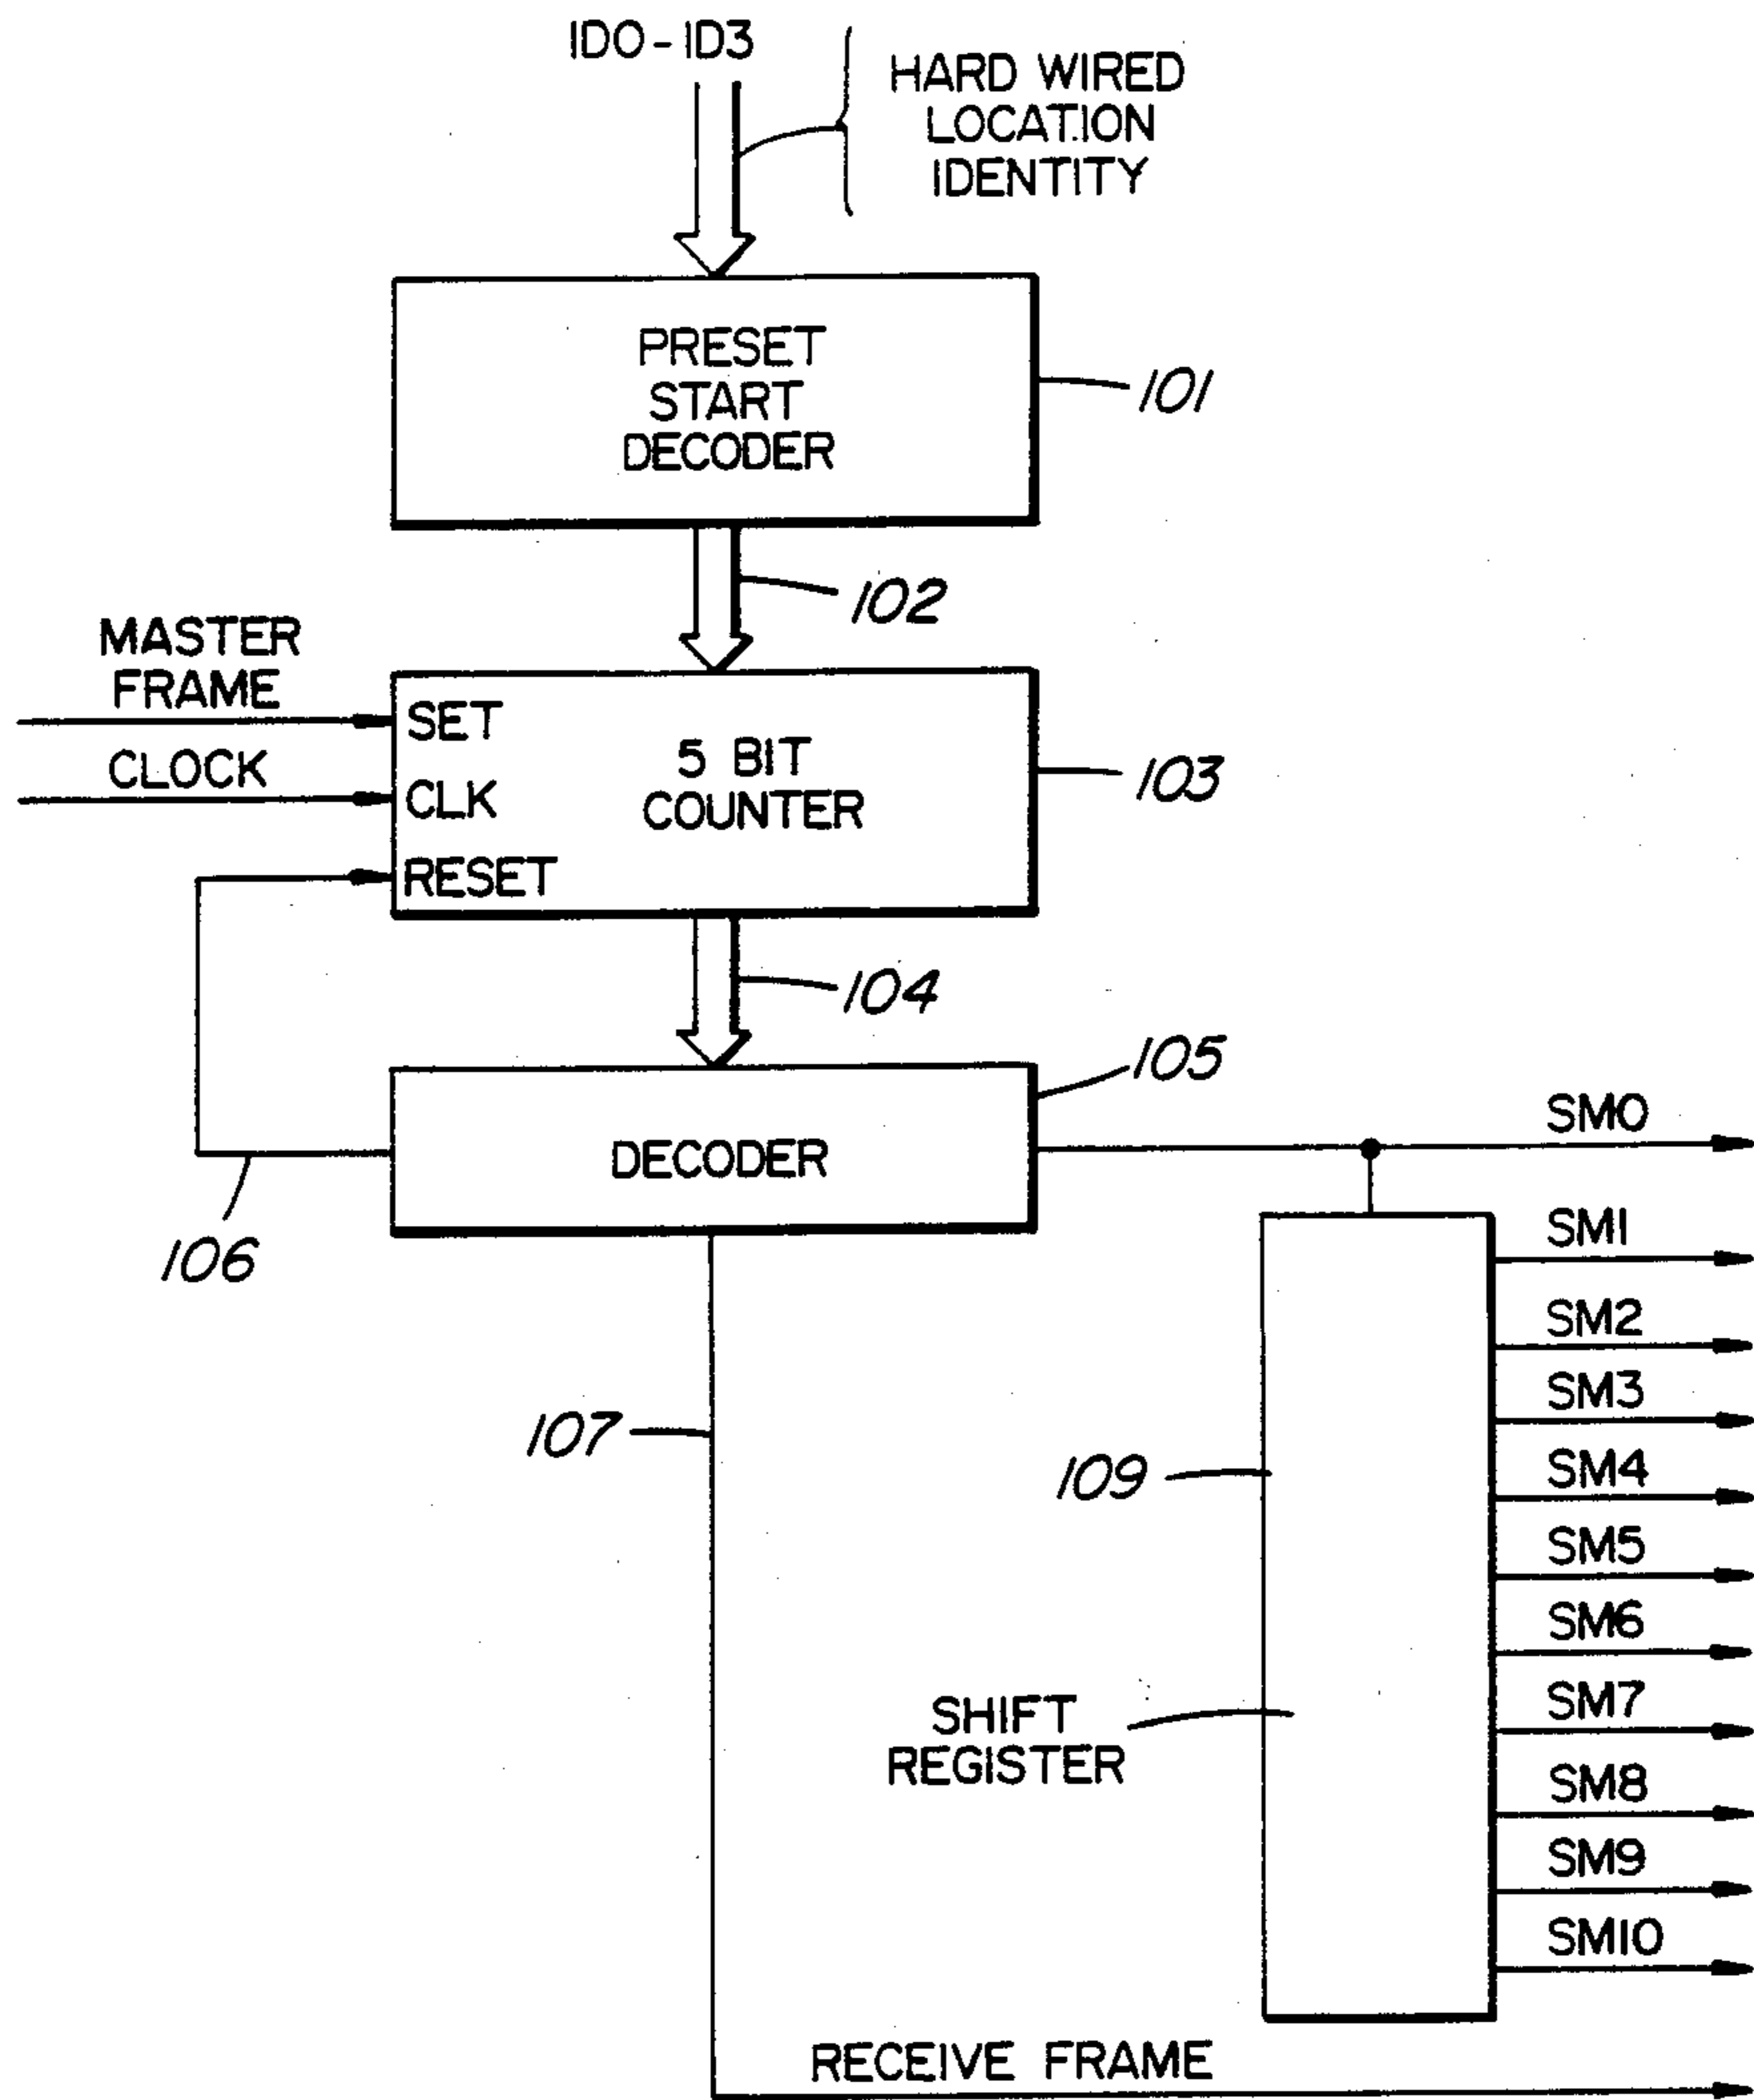 ID0-ID3
HARD WIRED
LOCATION
IDENTITY
PRESET
START
DECODER
101
102
MASTER
FRAME
CLOCK
SET
CLK
RESET
5 BIT
COUNTER
103
104
105
DECODER
106
SM0
SM1
SM2
SM3
107
109
SM4
SM5
SM6
SM7
SHIFT
REGISTER
SM8
SM9
SM10
RECEIVE FRAME